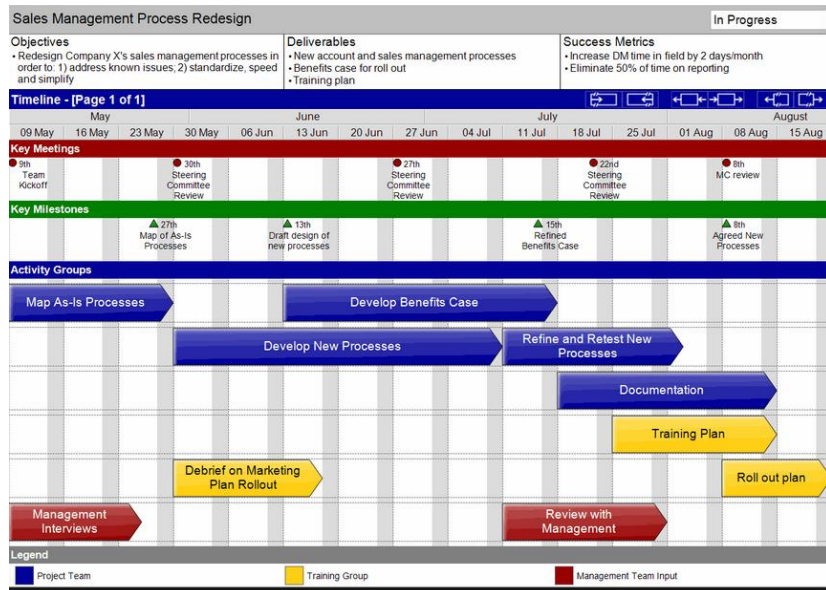 Sales Management Process Redesign
In Progress
Objectives
• Redesign Company X's sales management processes in
order to: 1) address known issues; 2) standardize, speed
and simplify
Deliverables
• New account and sales management processes
• Benefits case for roll out
• Training plan
Success Metrics
• Increase DM time in field by 2 days/month
• Eliminate 50% of time on reporting
Timeline - [Page 1 of 1]
May June July August
09 May 16 May 23 May 30 May 06 Jun 13 Jun 20 Jun 27 Jun 04 Jul 11 Jul 18 Jul 25 Jul 01 Aug 08 Aug 15 Aug
Key Meetings
9th
Team
Kickoff
30th
Steering
Committee
Review
27th
Steering
Committee
Review
22nd
Steering
Committee
Review
8th
MC review
Key Milestones
27th
Map of As-Is
Processes
13th
Draft design of
new processes
15th
Refined
Benefits Case
8th
Agreed New
Processes
Activity Groups
Map As-Is Processes
Develop Benefits Case
Develop New Processes
Refine and Retest New
Processes
Documentation
Training Plan
Debrief on Marketing
Plan Rollout
Roll out plan
Management
Interviews
Review with
Management
Legend
Project Team
Training Group
Management Team Input